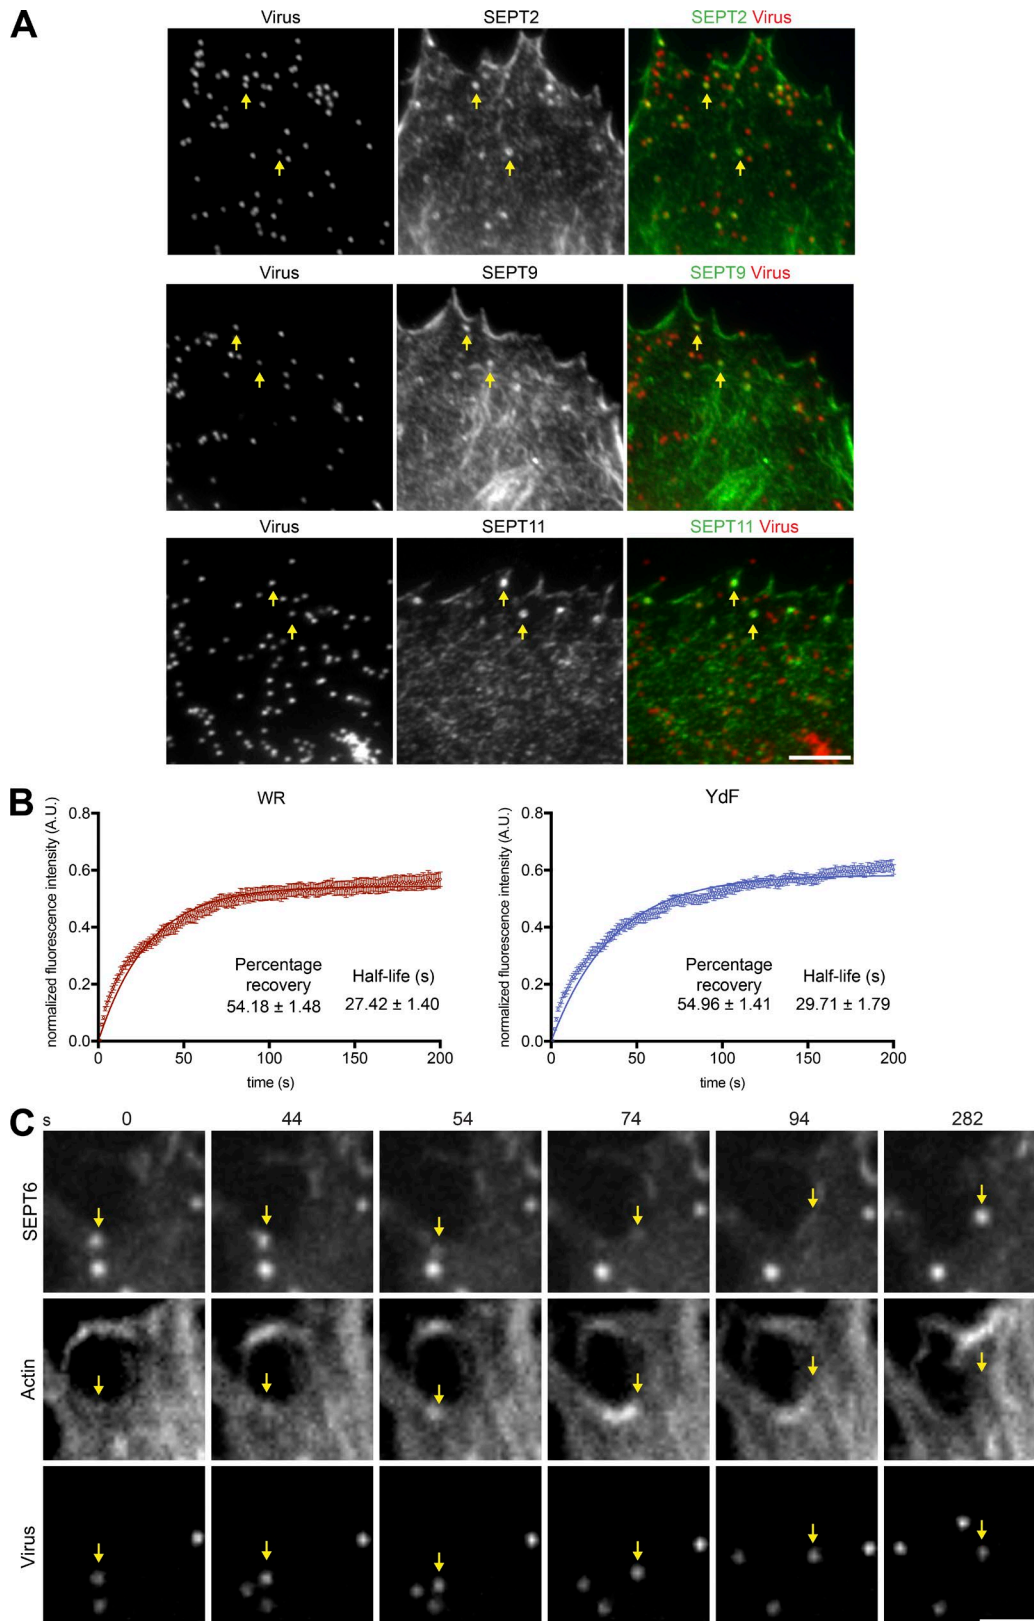 A
Virus SEPT2 SEPT2 Virus
Virus SEPT9 SEPT9 Virus
Virus SEPT11 SEPT11 Virus
B
WR
normalized fluorescence intensity (A.U.)
0.8
0.6
0.4
0.2
0.0
0 50 100 150 200
time (s)
Percentage recovery
54.18 ± 1.48
Half-life (s)
27.42 ± 1.40
YdF
normalized fluorescence intensity (A.U.)
0.8
0.6
0.4
0.2
0.0
0 50 100 150 200
time (s)
Percentage recovery
54.96 ± 1.41
Half-life (s)
29.71 ± 1.79
C
s 0 44 54 74 94 282
SEPT6
Actin
Virus